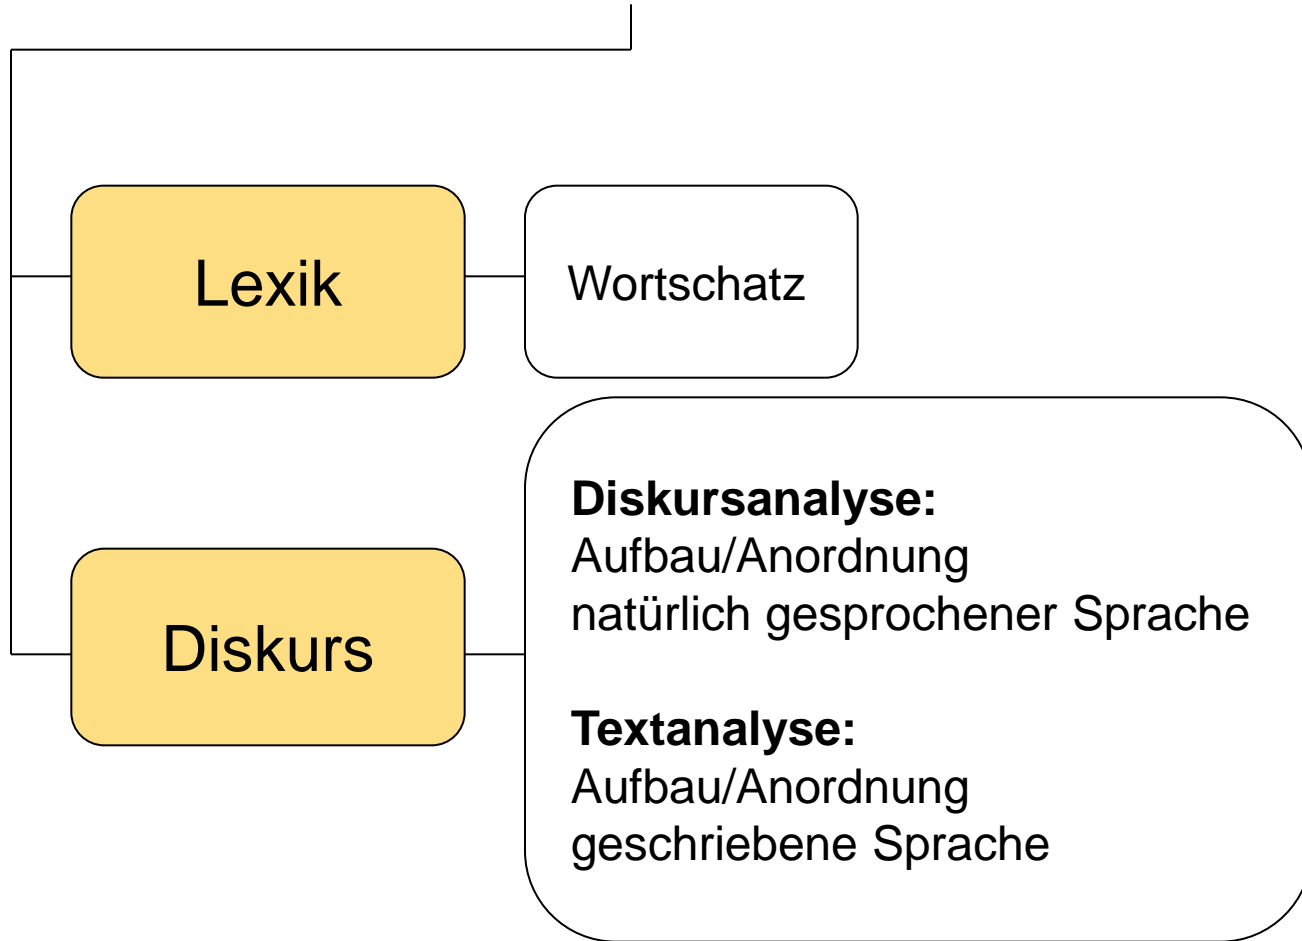 Lexik
Wortschatz
Diskurs
Diskursanalyse:
Aufbau/Anordnung
natürlich gesprochener Sprache
Textanalyse:
Aufbau/Anordnung
geschriebene Sprache